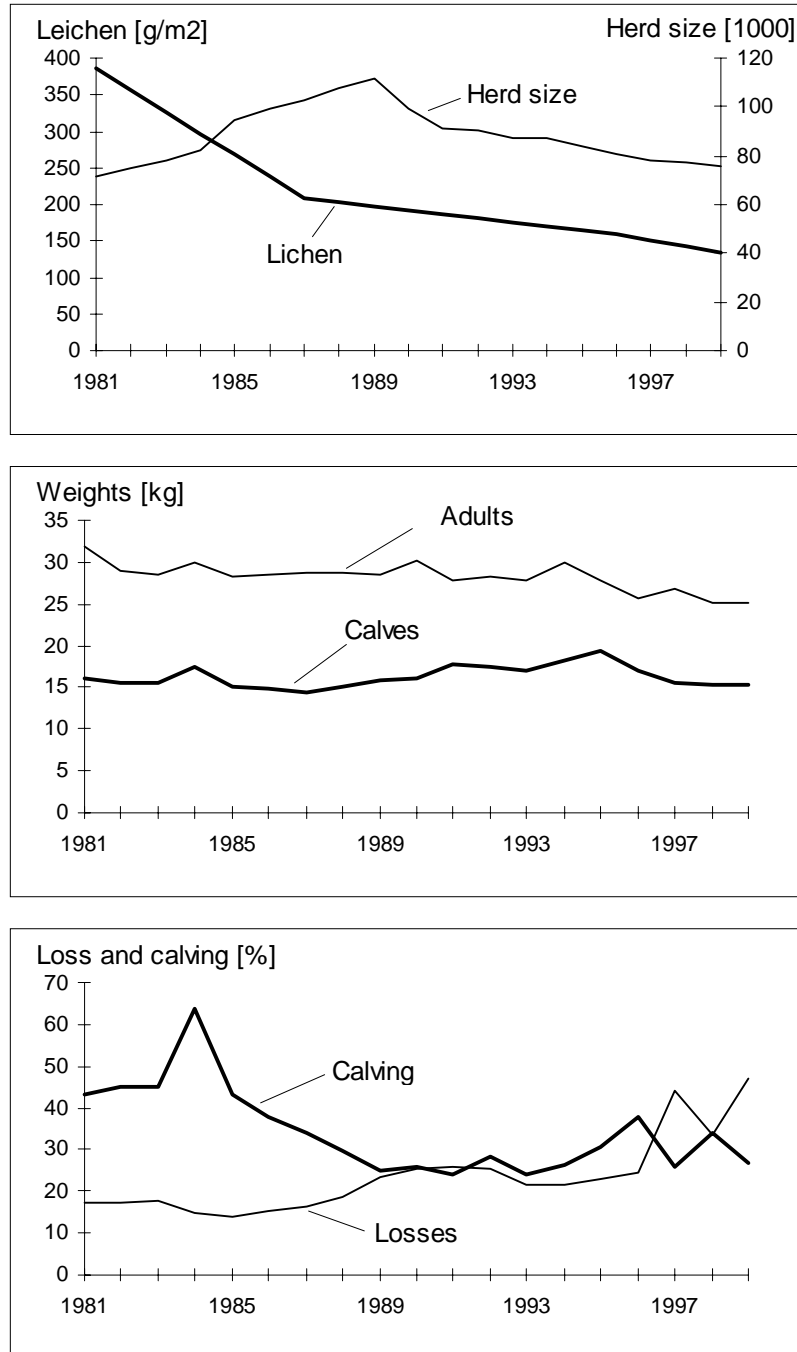 Leichen [g/m2] Herd size [1000]
400 120
350
100
300 Herd size
250 80
200 60
150 Lichen
40
100
50 20
0 0
1981 1985 1989 1993 1997
Weights [kg]
35 Adults
30
25
20 Calves
15
10
5
0
1981 1985 1989 1993 1997
Loss and calving [%]
70
60
50 Calving
40
30
20
10 Losses
0
1981 1985 1989 1993 1997